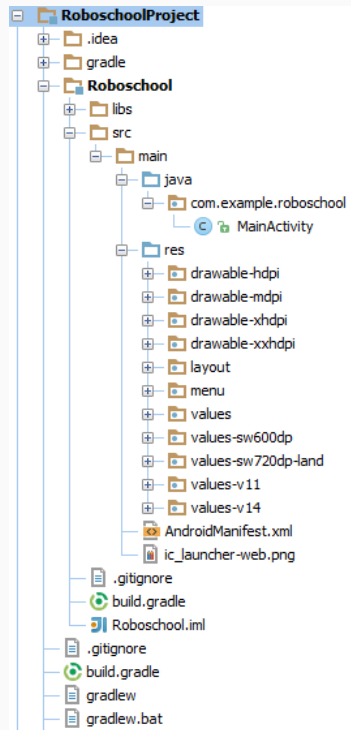 RoboschoolProject
.idea
gradle
Roboschool
libs
src
main
java
com.example.roboschool
C MainActivity
res
drawable-hdpi
drawable-mdpi
drawable-xhdpi
drawable-xxhdpi
layout
menu
values
values-sw600dp
values-sw720dp-land
values-v11
values-v14
AndroidManifest.xml
ic_launcher-web.png
.gitignore
build.gradle
Roboschool.iml
.gitignore
build.gradle
gradlew
gradlew.bat